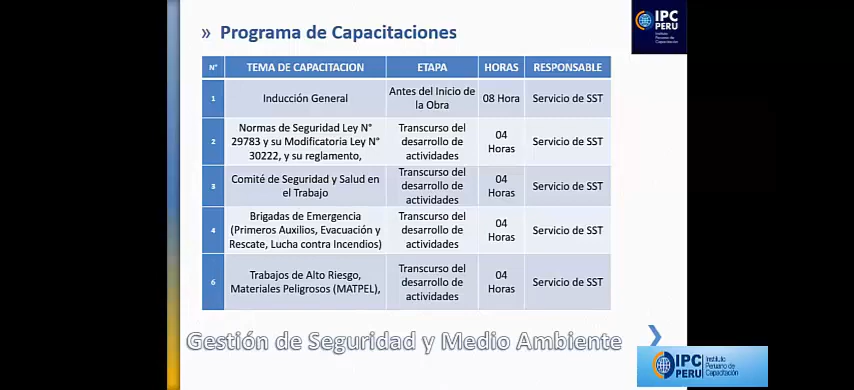 » Programa de Capacitaciones
IPC
PERU
Instituto
Peruano de
Capacitación
N° TEMA DE CAPACITACION ETAPA HORAS RESPONSABLE
1 Inducción General Antes del Inicio de la Obra 08 Hora Servicio de SST
2 Normas de Seguridad Ley N° 29783 y su Modificatoria Ley N° 30222, y su reglamento, Transcurso del desarrollo de actividades 04 Horas Servicio de SST
3 Comité de Seguridad y Salud en el Trabajo Transcurso del desarrollo de actividades 04 Horas Servicio de SST
4 Brigadas de Emergencia (Primeros Auxilios, Evacuación y Rescate, Lucha contra Incendios) Transcurso del desarrollo de actividades 04 Horas Servicio de SST
6 Trabajos de Alto Riesgo, Materiales Peligrosos (MATPEL), Transcurso del desarrollo de actividades 04 Horas Servicio de SST
Gestión de Seguridad y Medio Ambiente
IPC
PERU
Instituto
Peruano de
Capacitación